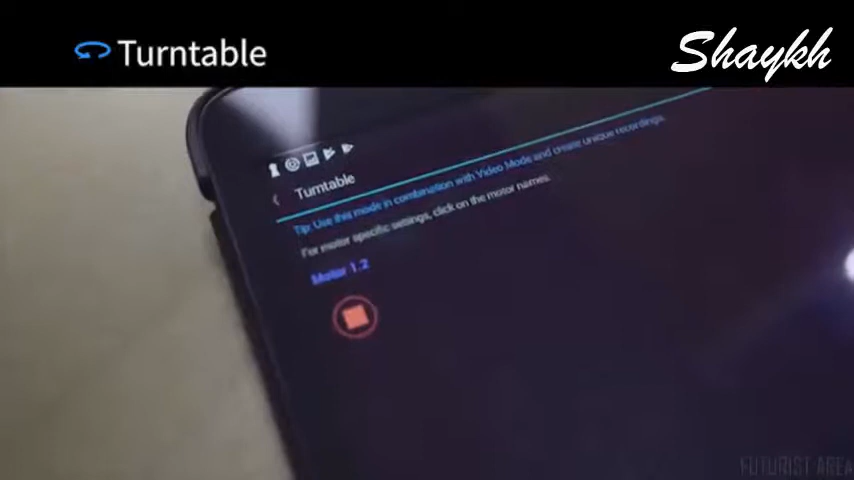 Turntable
Shaykh
Turntable
Tip: Use this mode in combination with Video Mode and create unique recordings.
For motor specific settings, click on the motor names.
Motor 1.2
FUTURIST AREA